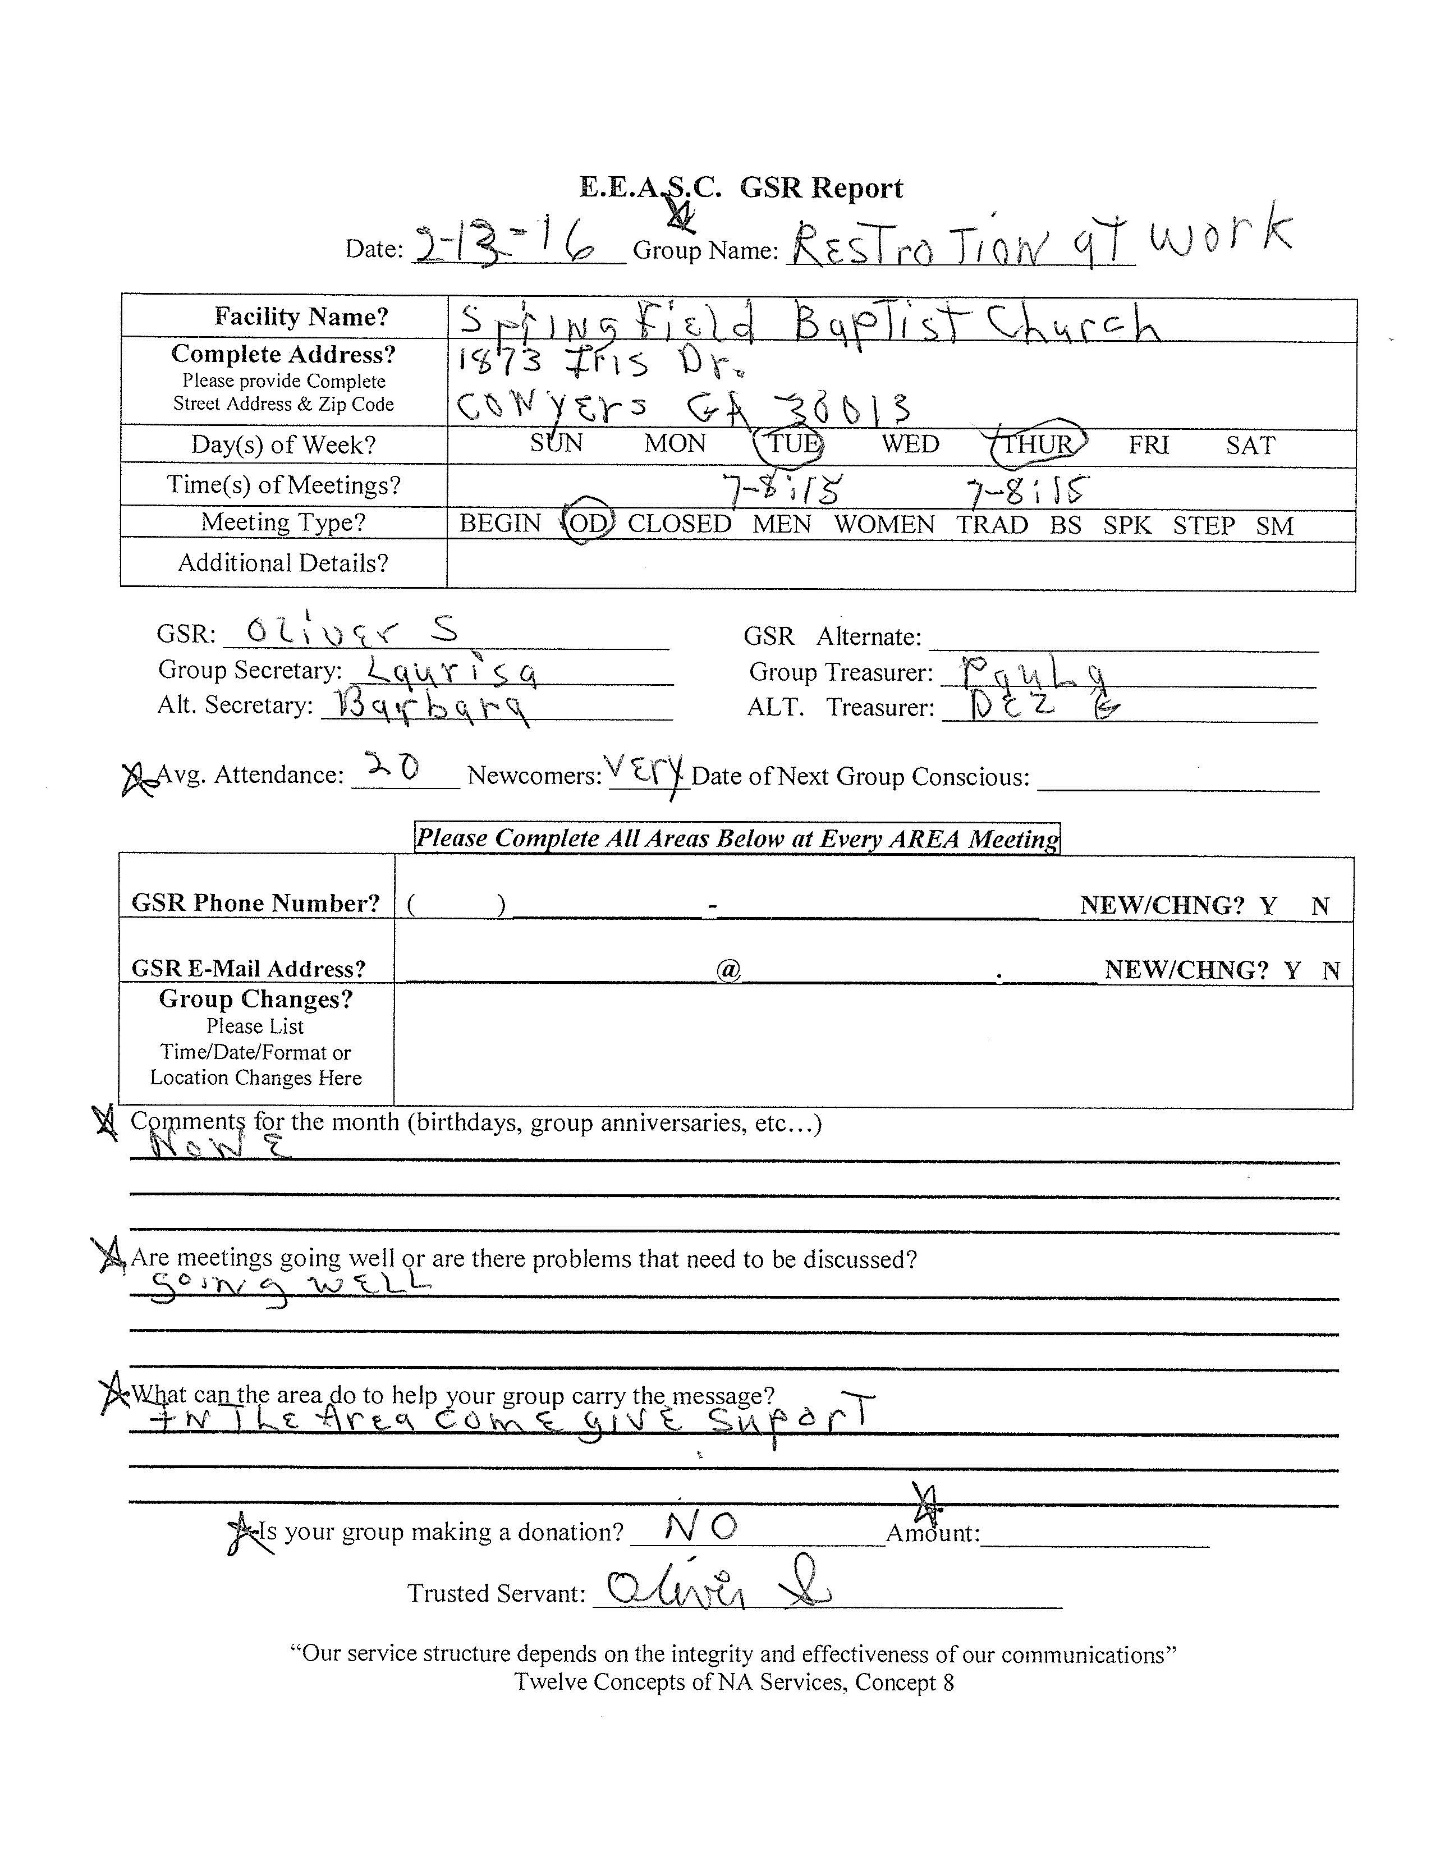 E.E.A.S.C. GSR Report
Date: 2-13-16 Group Name: REStroTioN aT work
Facility Name? SpriNg Field BapTist Church
Complete Address? 1873 Iris Dr.
Please provide Complete
Street Address & Zip Code CONyErs GA 30013
Day(s) of Week? SUN MON TUE WED THUR FRI SAT
Time(s) of Meetings? 7-8:15 7-8:15
Meeting Type? BEGIN OD CLOSED MEN WOMEN TRAD BS SPK STEP SM
Additional Details?
GSR: Oliver S GSR Alternate:
Group Secretary: Laurisa Group Treasurer: PauLa
Alt. Secretary: Barbara ALT. Treasurer: DEZ G
Avg. Attendance: 20 Newcomers: VEry Date of Next Group Conscious:
Please Complete All Areas Below at Every AREA Meeting
GSR Phone Number? ( ) - NEW/CHNG? Y N
GSR E-Mail Address? @ . NEW/CHNG? Y N
Group Changes?
Please List
Time/Date/Format or
Location Changes Here
Comments for the month (birthdays, group anniversaries, etc…)
NoNE
Are meetings going well or are there problems that need to be discussed?
goiNg wELL
What can the area do to help your group carry the message?
IN ThE ArEa comE giVE SuporT
Is your group making a donation? NO Amount:
Trusted Servant: Oliver S
“Our service structure depends on the integrity and effectiveness of our communications”
Twelve Concepts of NA Services, Concept 8